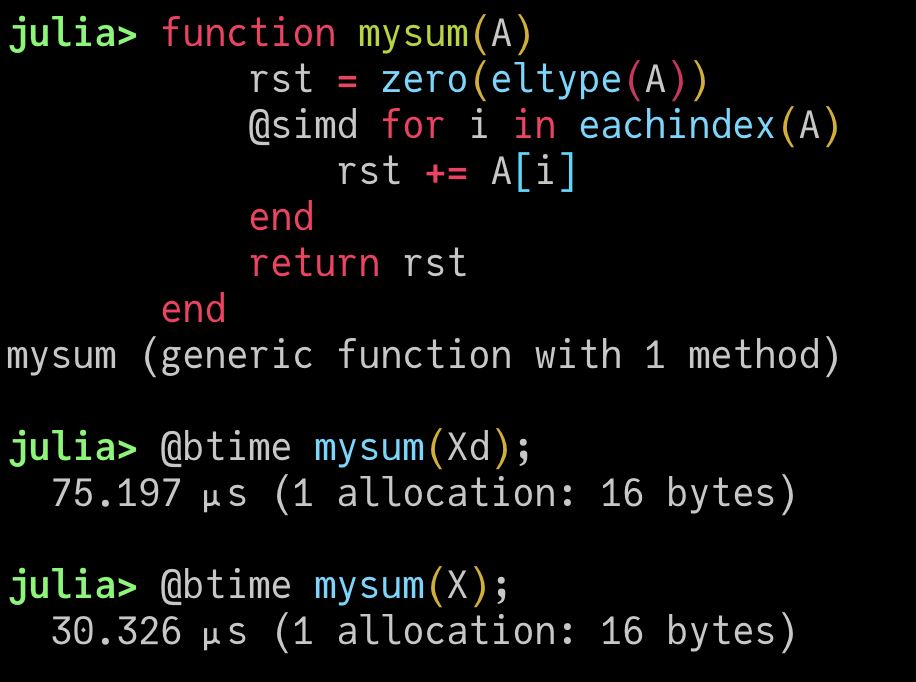 julia> function mysum(A)
           rst = zero(eltype(A))
           @simd for i in eachindex(A)
               rst += A[i]
           end
           return rst
       end
mysum (generic function with 1 method)

julia> @btime mysum(Xd);
  75.197 μs (1 allocation: 16 bytes)

julia> @btime mysum(X);
  30.326 μs (1 allocation: 16 bytes)